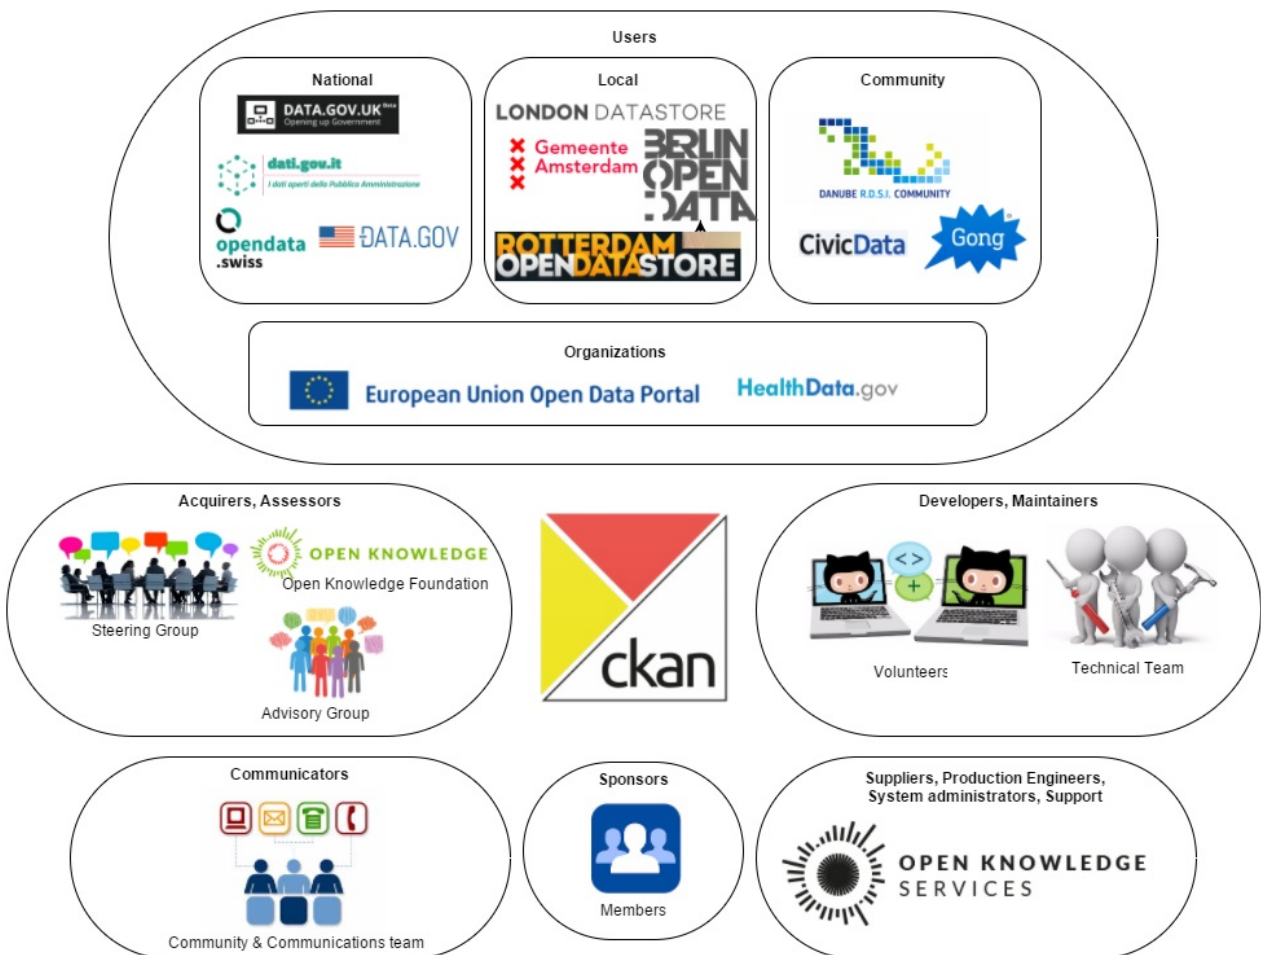 Users
National
DATA.GOV.UK Beta
Opening up Government
dati.gov.it
I dati aperti della Pubblica Amministrazione
opendata
.swiss
DATA.GOV
Local
LONDON DATASTORE
Gemeente
Amsterdam
BERLIN
OPEN
DATA
ROTTERDAM
OPENDATASTORE
Community
DANUBE R.D.S.I. COMMUNITY
CivicData
Gong
Organizations
European Union Open Data Portal
HealthData.gov
Acquirers, Assessors
OPEN KNOWLEDGE
Open Knowledge Foundation
Steering Group
Advisory Group
ckan
Developers, Maintainers
<>
+
Volunteers
Technical Team
Communicators
Community & Communications team
Sponsors
Members
Suppliers, Production Engineers,
System administrators, Support
OPEN KNOWLEDGE
SERVICES